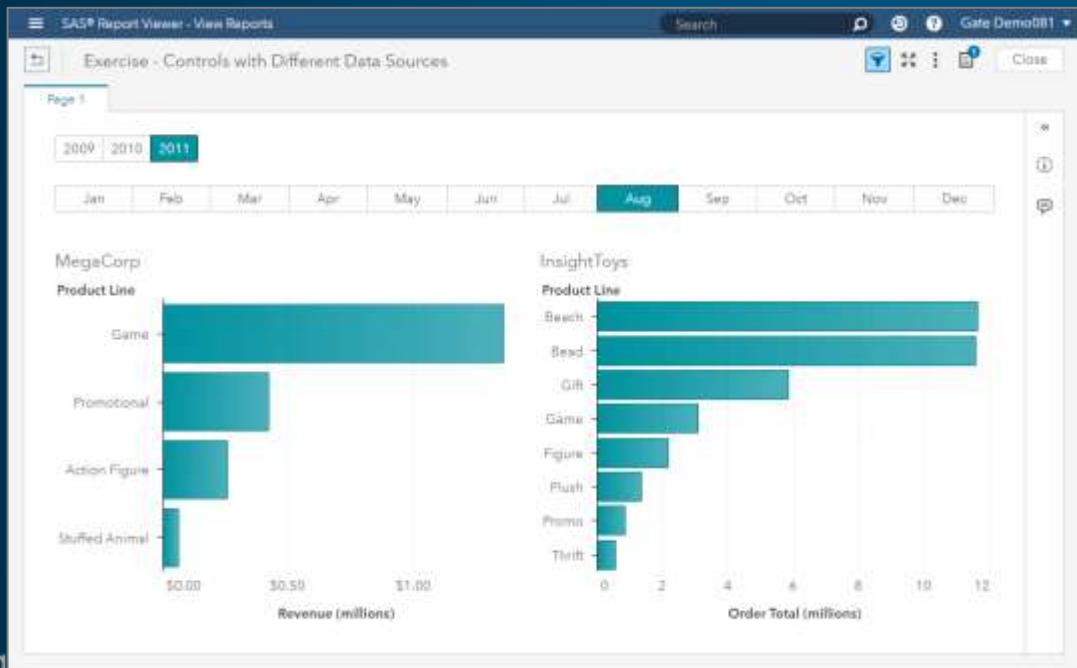 SAS® Report Viewer - View Reports
Search
Gate Demo081
Exercise - Controls with Different Data Sources
Close
Page 1
2009 2010 2011
Jan Feb Mar Apr May Jun Jul Aug Sep Oct Nov Dec
MegaCorp
Product Line
Game
Promotional
Action Figure
Stuffed Animal
$0.00 $0.50 $1.00
Revenue (millions)
InsightToys
Product Line
Beech
Bead
Gift
Game
Figure
Plush
Promo
Thrift
0 2 4 6 8 10 12
Order Total (millions)